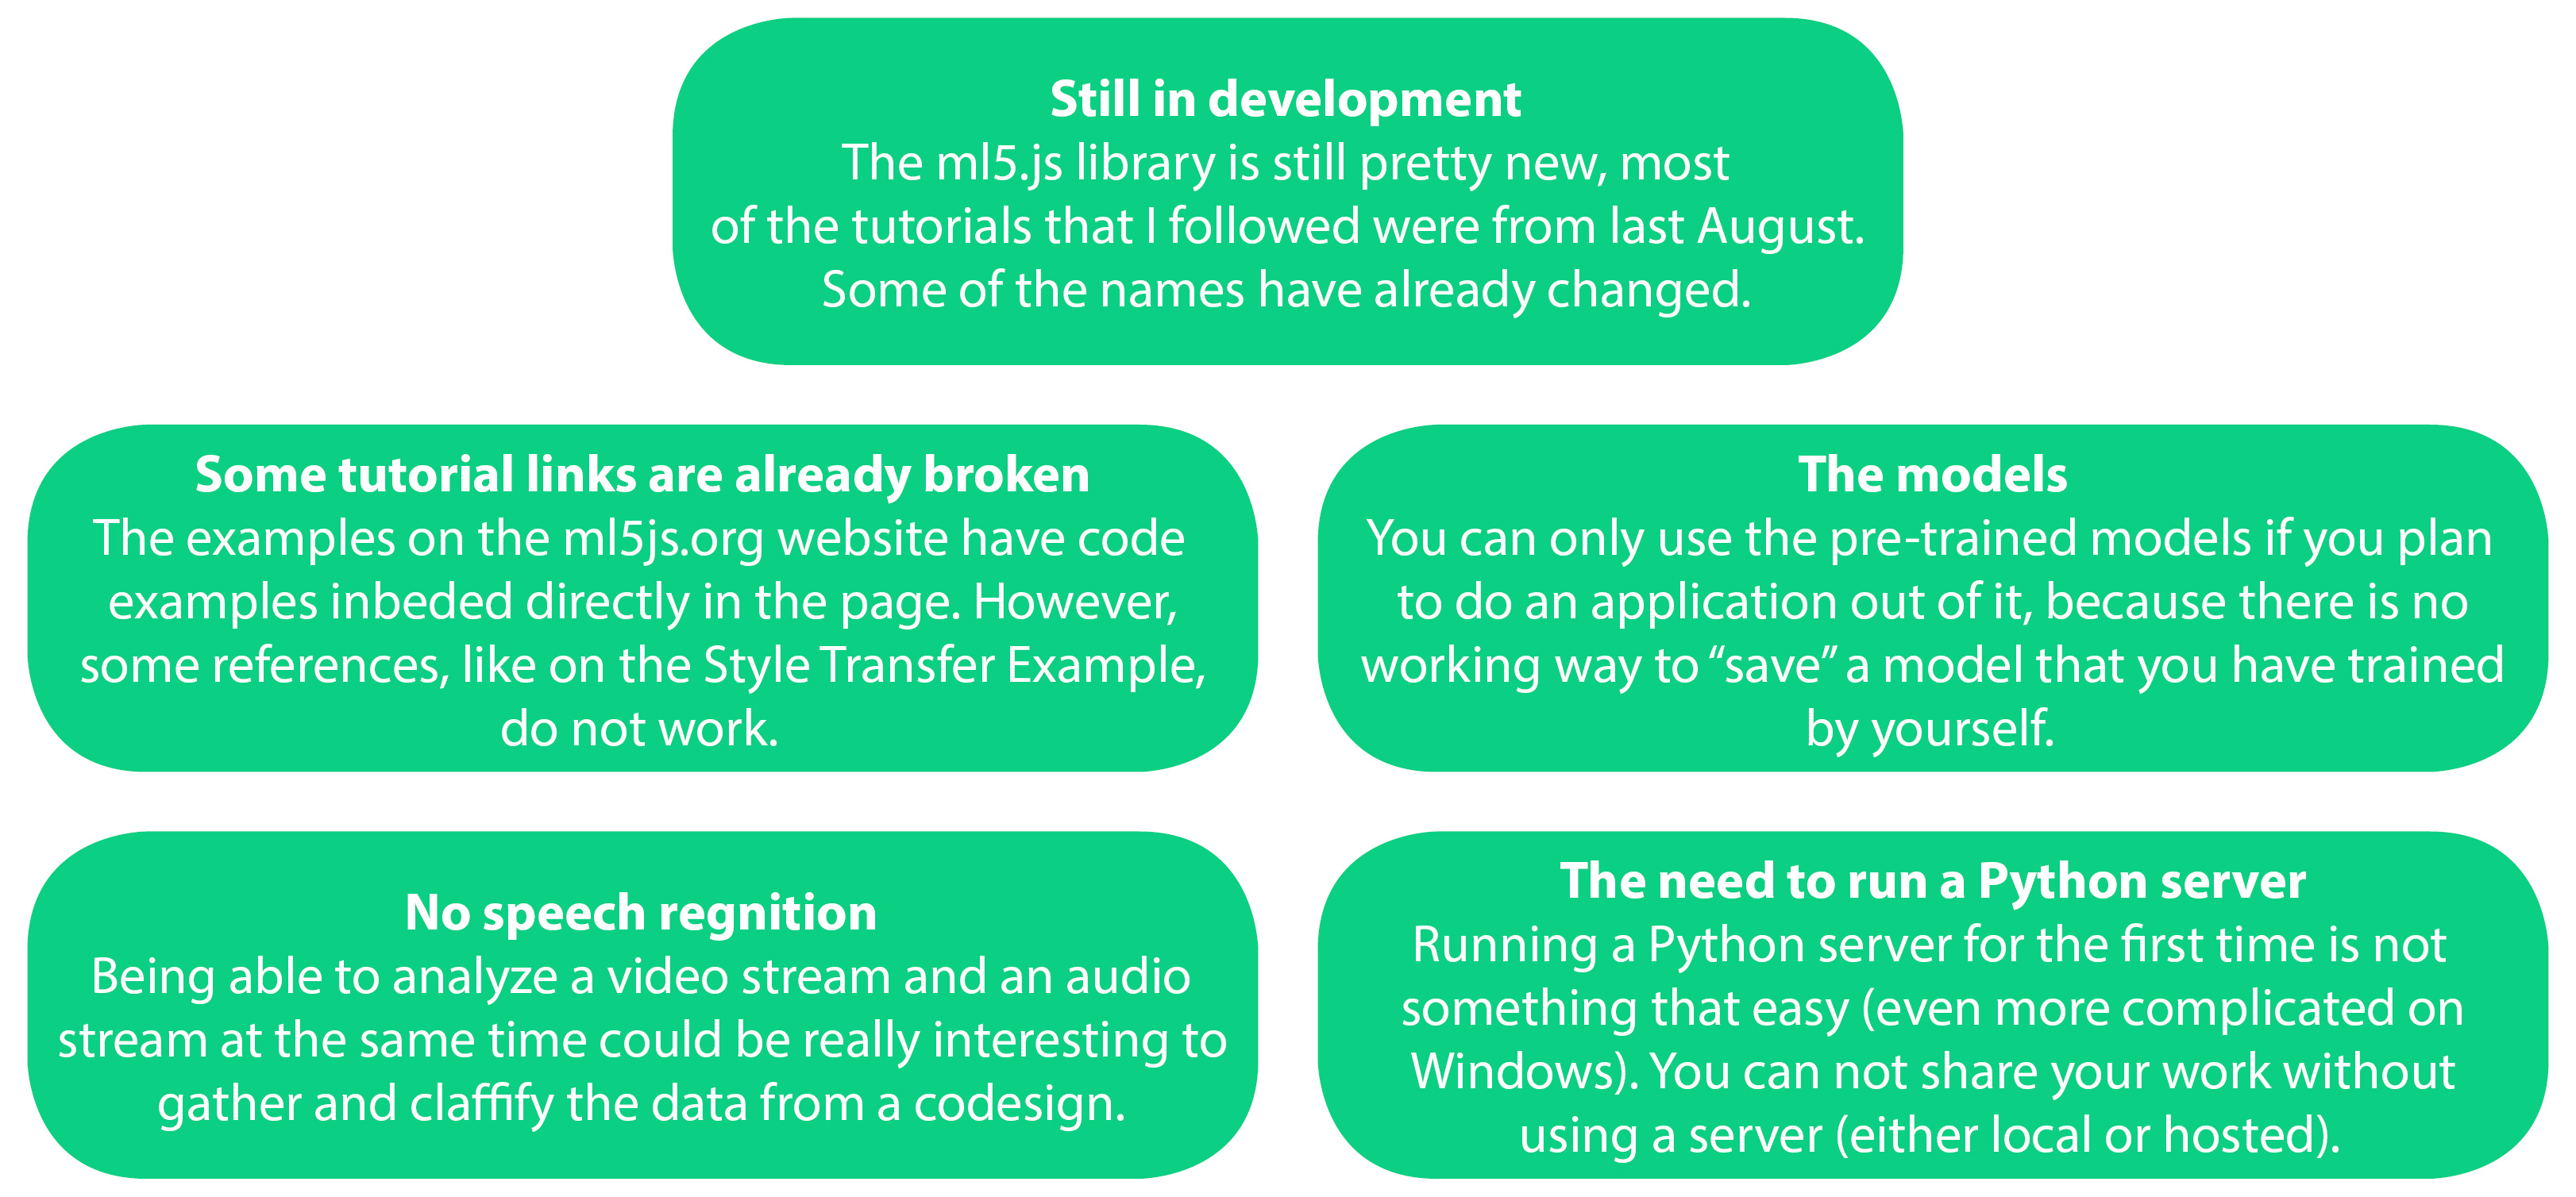 Still in development
The ml5.js library is still pretty new, most
of the tutorials that I followed were from last August.
Some of the names have already changed.
Some tutorial links are already broken
The examples on the ml5js.org website have code
examples inbeded directly in the page. However,
some references, like on the Style Transfer Example,
do not work.
The models
You can only use the pre-trained models if you plan
to do an application out of it, because there is no
working way to “save” a model that you have trained
by yourself.
No speech regnition
Being able to analyze a video stream and an audio
stream at the same time could be really interesting to
gather and claffify the data from a codesign.
The need to run a Python server
Running a Python server for the first time is not
something that easy (even more complicated on
Windows). You can not share your work without
using a server (either local or hosted).